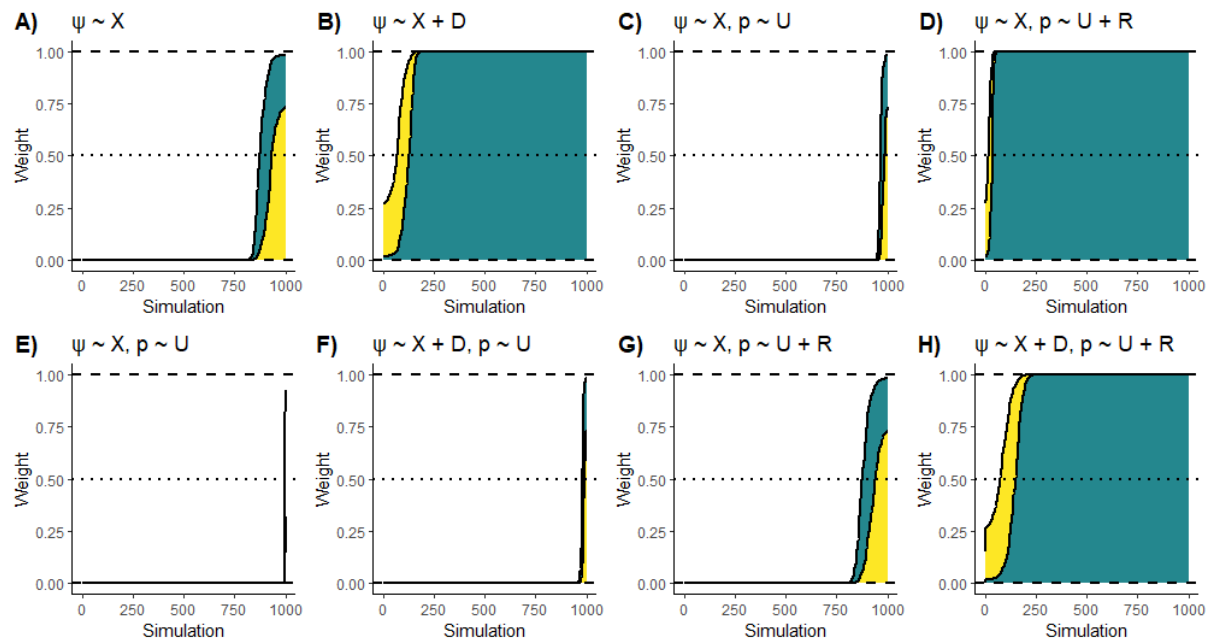 A) ψ ~ X
B) ψ ~ X + D
C) ψ ~ X, p ~ U
D) ψ ~ X, p ~ U + R
1.00 1.00 1.00 1.00
0.75 0.75 0.75 0.75
0.50 0.50 0.50 0.50
0.25 0.25 0.25 0.25
0.00 0.00 0.00 0.00
Weight Weight Weight Weight
0 250 500 750 1000 0 250 500 750 1000 0 250 500 750 1000 0 250 500 750 1000
Simulation Simulation Simulation Simulation
E) ψ ~ X, p ~ U
F) ψ ~ X + D, p ~ U
G) ψ ~ X, p ~ U + R
H) ψ ~ X + D, p ~ U + R
1.00 1.00 1.00 1.00
0.75 0.75 0.75 0.75
0.50 0.50 0.50 0.50
0.25 0.25 0.25 0.25
0.00 0.00 0.00 0.00
Weight Weight Weight Weight
0 250 500 750 1000 0 250 500 750 1000 0 250 500 750 1000 0 250 500 750 1000
Simulation Simulation Simulation Simulation